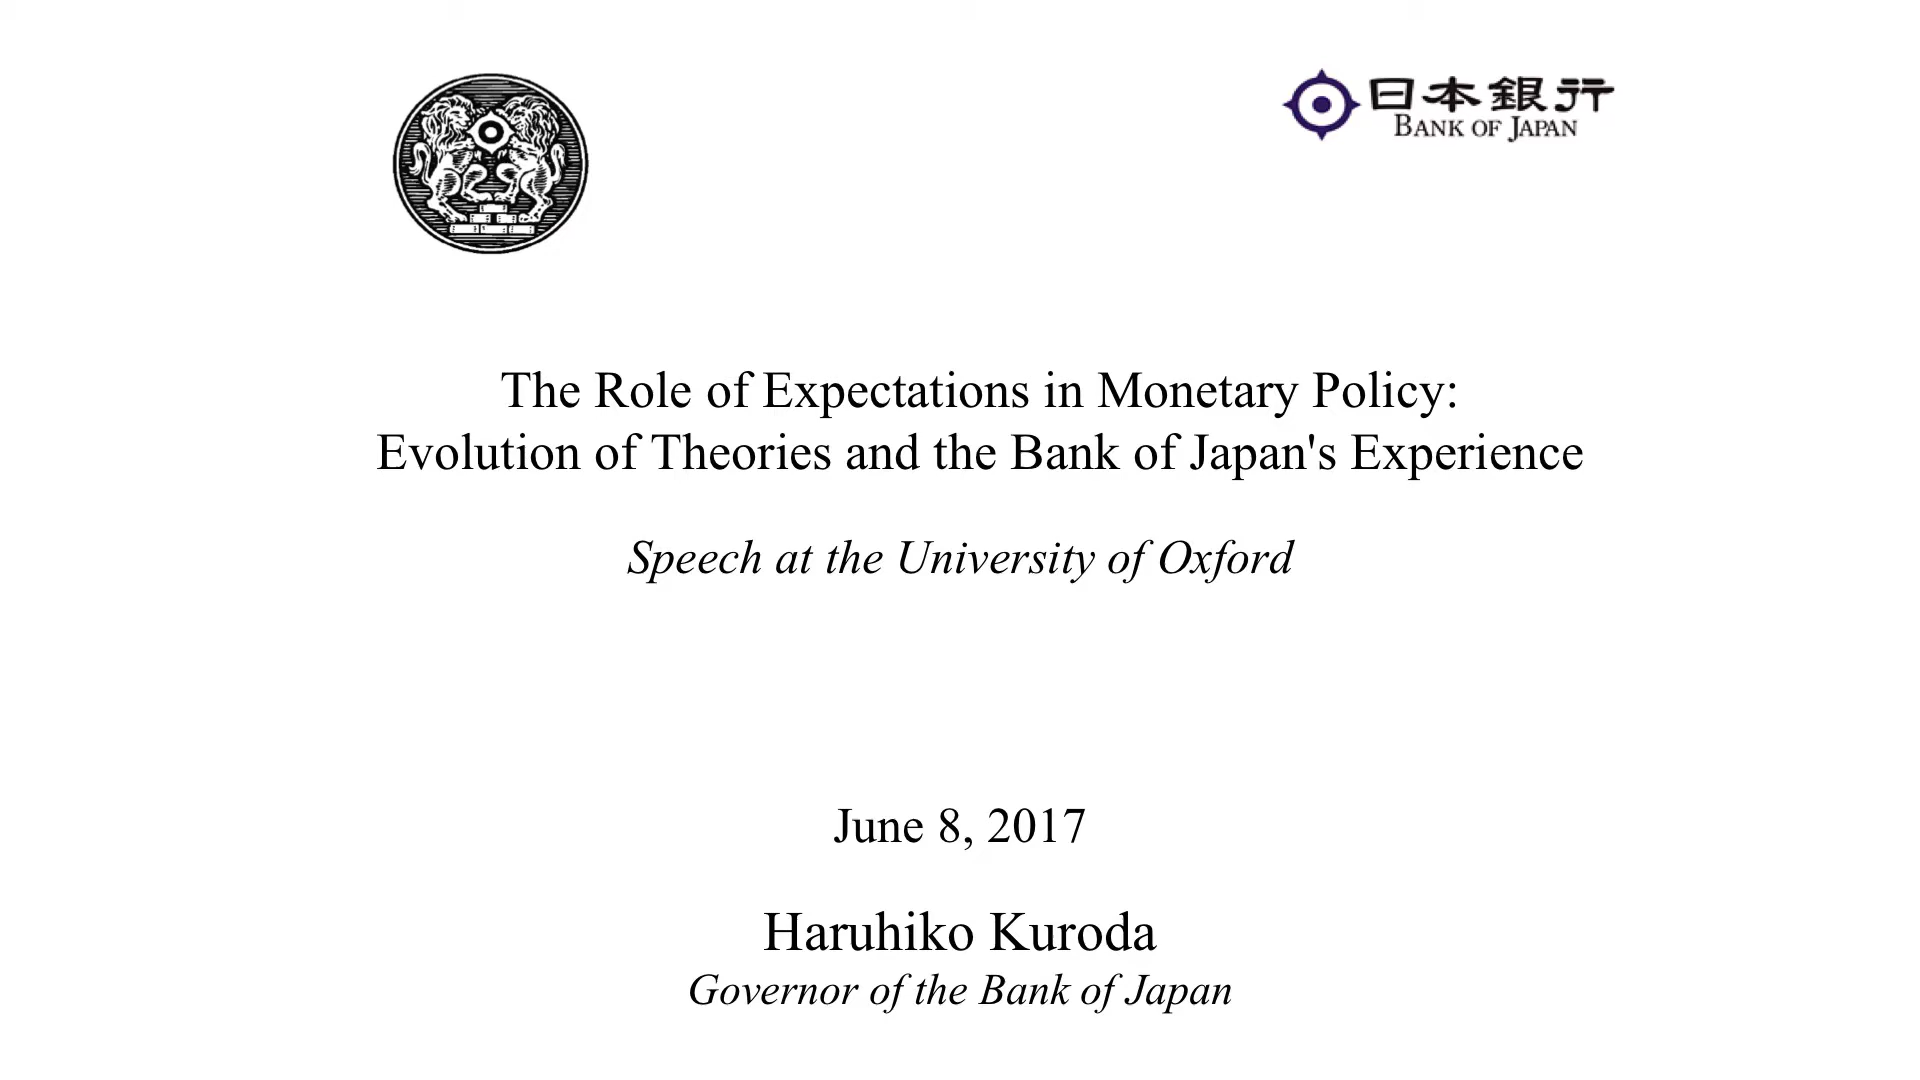 日本銀行
BANK OF JAPAN
The Role of Expectations in Monetary Policy:
Evolution of Theories and the Bank of Japan's Experience
Speech at the University of Oxford
June 8, 2017
Haruhiko Kuroda
Governor of the Bank of Japan